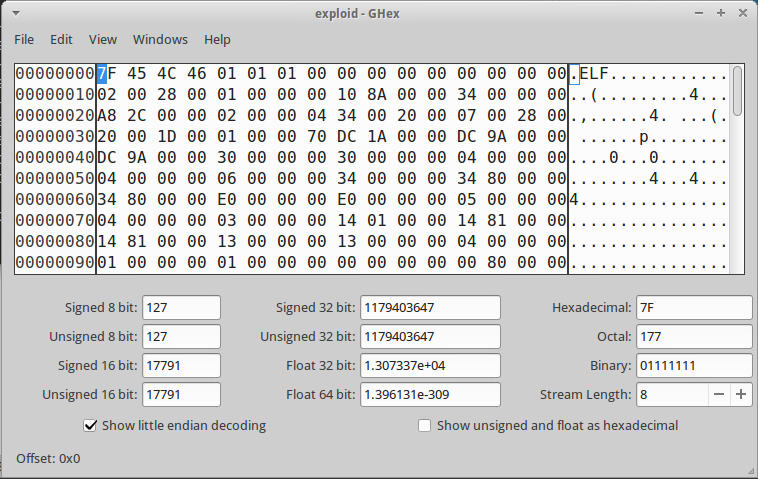 exploid - GHex
File Edit View Windows Help
00000000 7F 45 4C 46 01 01 01 00 00 00 00 00 00 00 00 00 .ELF............
00000010 02 00 28 00 01 00 00 00 10 8A 00 00 34 00 00 00 ..(.........4...
00000020 A8 2C 00 00 02 00 00 04 34 00 20 00 07 00 28 00 .,......4. ...(.
00000030 20 00 1D 00 01 00 00 70 DC 1A 00 00 DC 9A 00 00  ......p........
00000040 DC 9A 00 00 30 00 00 00 30 00 00 00 04 00 00 00 ....0...0.......
00000050 04 00 00 00 06 00 00 00 34 00 00 00 34 80 00 00 ........4...4...
00000060 34 80 00 00 E0 00 00 00 E0 00 00 00 05 00 00 00 4...............
00000070 04 00 00 00 03 00 00 00 14 01 00 00 14 81 00 00 ................
00000080 14 81 00 00 13 00 00 00 13 00 00 00 04 00 00 00 ................
00000090 01 00 00 00 01 00 00 00 00 00 00 00 00 80 00 00 ................
Signed 8 bit: 127 Signed 32 bit: 1179403647 Hexadecimal: 7F
Unsigned 8 bit: 127 Unsigned 32 bit: 1179403647 Octal: 177
Signed 16 bit: 17791 Float 32 bit: 1.307337e+04 Binary: 01111111
Unsigned 16 bit: 17791 Float 64 bit: 1.396131e-309 Stream Length: 8
Show little endian decoding Show unsigned and float as hexadecimal
Offset: 0x0